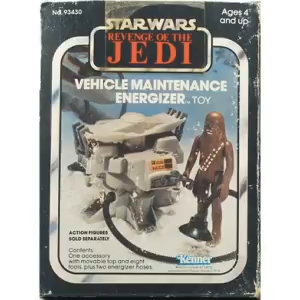 No. 93430
STAR WARS
REVENGE OF THE
JEDI
Ages 4
and up
VEHICLE MAINTENANCE
ENERGIZER™ TOY
ACTION FIGURES
SOLD SEPARATELY
Contents:
One accessory
with movable top and eight
tools, plus two energizer hoses.
Kenner